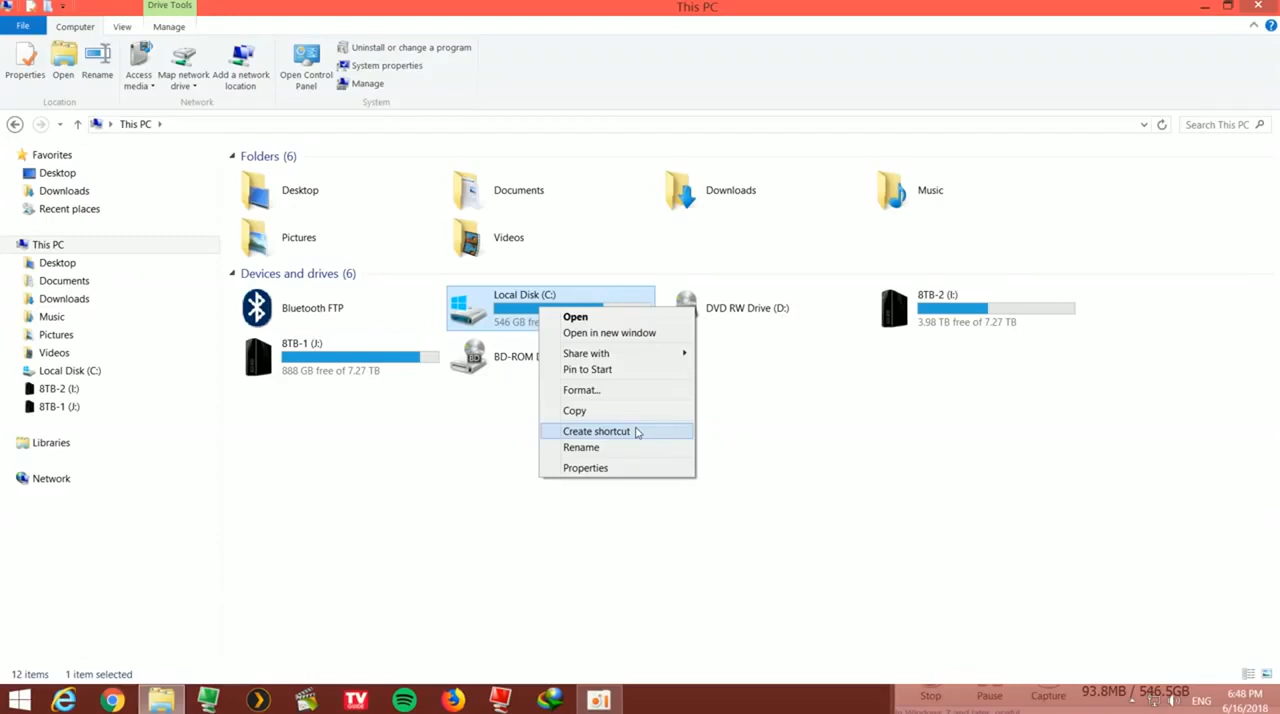 Drive Tools
This PC
File
Computer
View
Manage
Properties
Open
Rename
Access media
Map network drive
Add a network location
Open Control Panel
Uninstall or change a program
System properties
Manage
Location
Network
System
This PC
Search This PC
Favorites
Desktop
Downloads
Recent places
This PC
Desktop
Documents
Downloads
Music
Pictures
Videos
Local Disk (C:)
8TB-2 (I:)
8TB-1 (J:)
Libraries
Network
Folders (6)
Desktop
Documents
Downloads
Music
Pictures
Videos
Devices and drives (6)
Bluetooth FTP
Local Disk (C:)
546 GB fre
DVD RW Drive (D:)
8TB-2 (I:)
3.98 TB free of 7.27 TB
8TB-1 (J:)
888 GB free of 7.27 TB
BD-ROM
Open
Open in new window
Share with
Pin to Start
Format...
Copy
Create shortcut
Rename
Properties
12 items
1 item selected
TV
Stop
Pause
Capture
93.8MB / 546.5GB
ENG
6:48 PM
6/16/2018